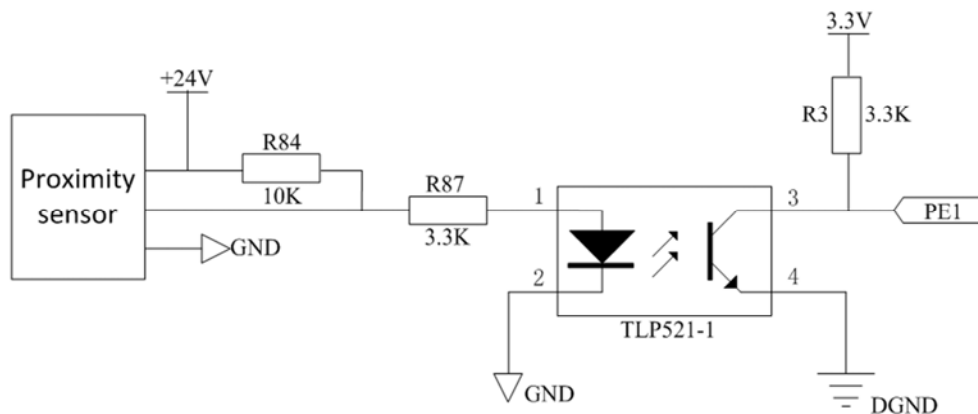 3.3V
+24V
R3
3.3K
R84
Proximity
sensor
10K
R87
1
3
PE1
3.3K
GND
2
4
TLP521-1
GND
DGND